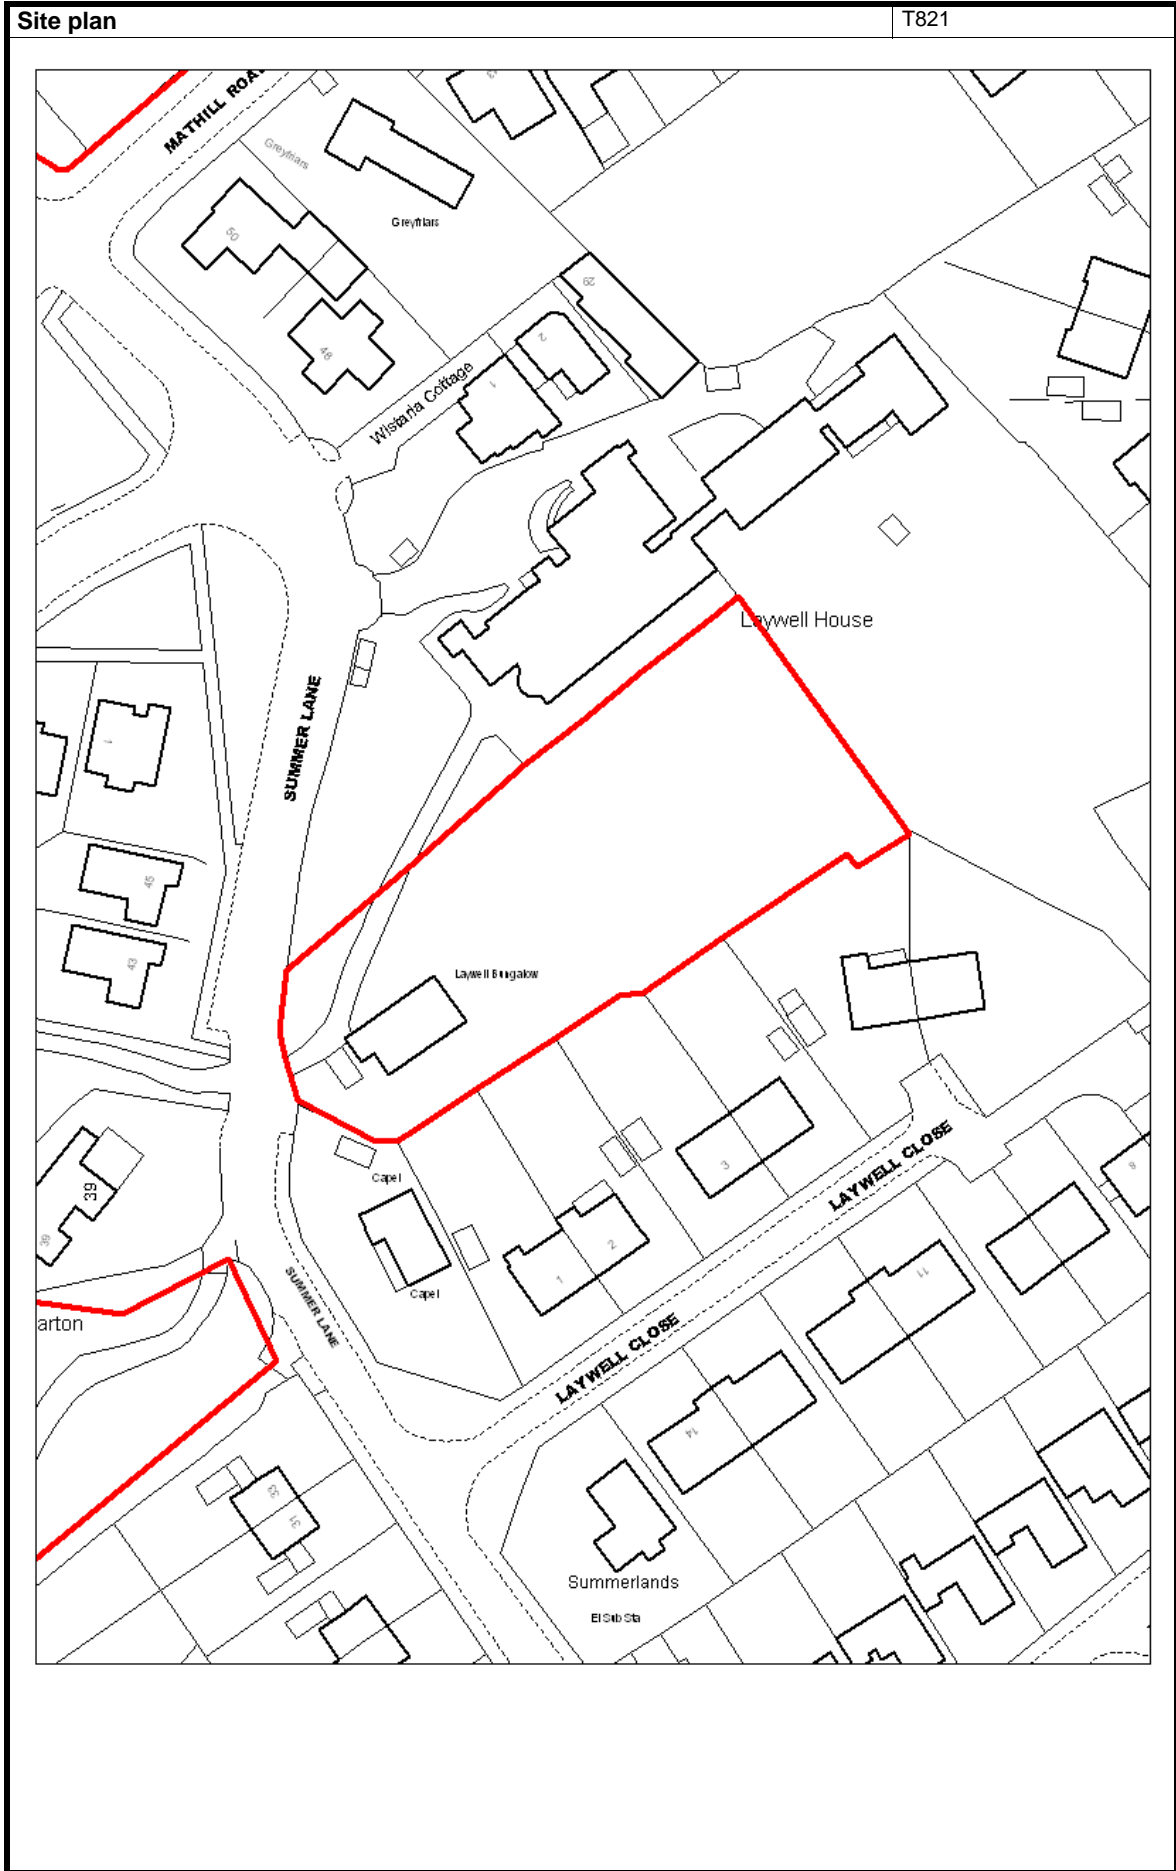 Site plan
T821
MATHILL ROA
13
Greyfriars
Greyfriars
50
29
48
2
1
Wistaria Cottage
Laywell House
SUMMER LANE
1
45
43
Laywell Bungalow
39
39
Capel
Capel
3
2
1
LAYWELL CLOSE
8
11
SUMMER LANE
arton
LAYWELL CLOSE
14
33
31
Summerlands
El Sub Sta